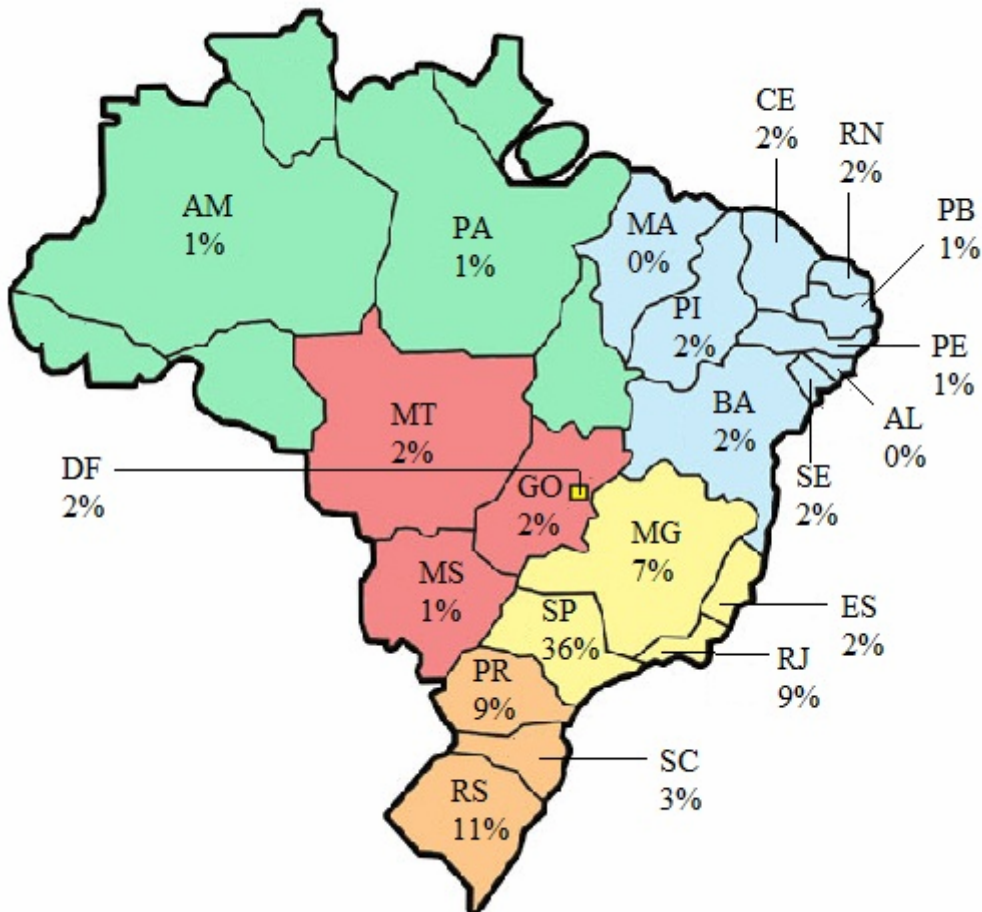 CE
2%
RN
2%
PB
1%
AM
1%
PA
1%
MA
0%
PI
2%
PE
1%
AL
0%
BA
2%
SE
2%
MT
2%
DF
2%
GO
2%
MG
7%
MS
1%
SP
36%
ES
2%
RJ
9%
PR
9%
SC
3%
RS
11%